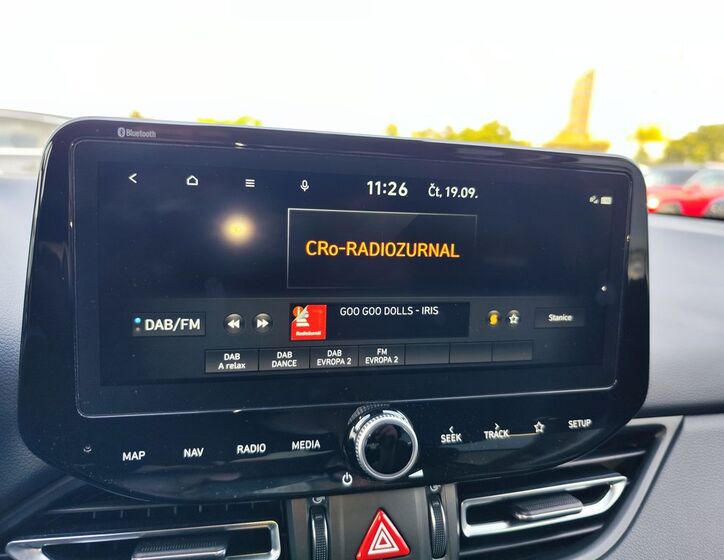 Bluetooth
11:26 Čt, 19.09.
CRo-RADIOZURNAL
DAB/FM
Radiožurnál
GOO GOO DOLLS - IRIS
Stanice
DAB DAB DAB FM
A relax DANCE EVROPA 2 EVROPA 2
MAP NAV RADIO MEDIA SEEK TRACK SETUP